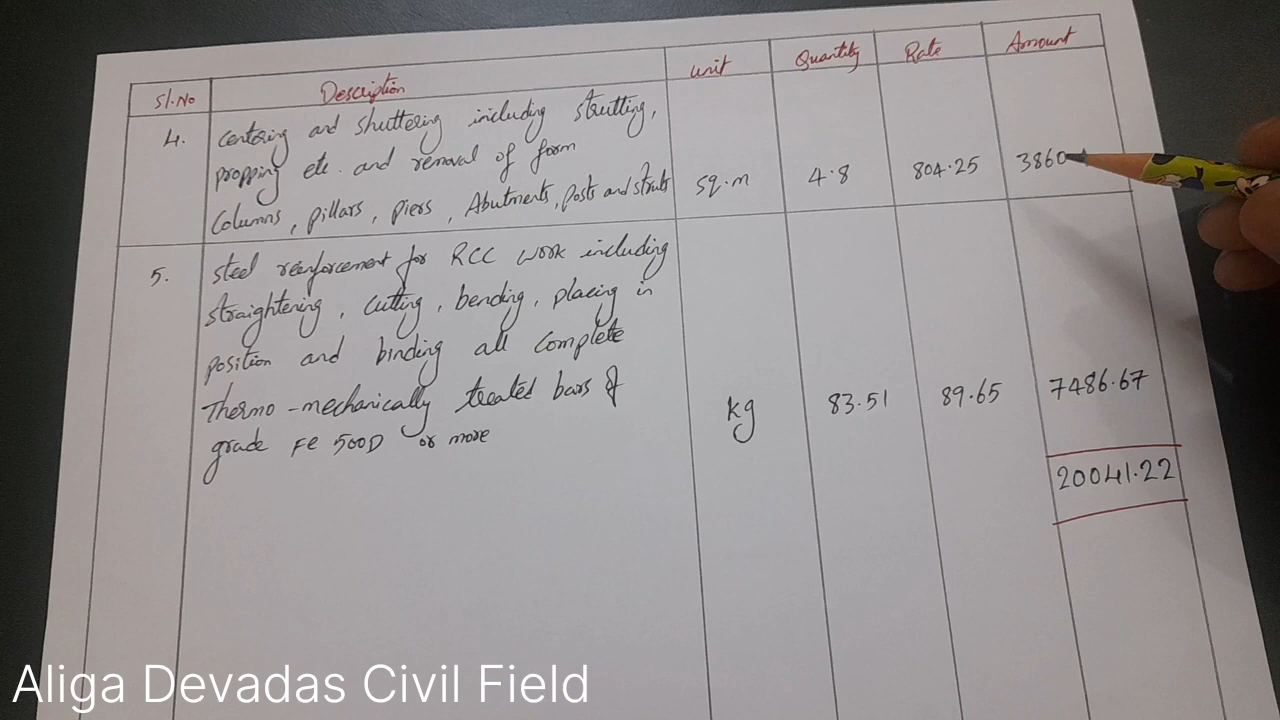 Sl.No Description unit Quantity Rate Amount
4. Centering and shuttering including strutting,
propping etc. and removal of form
Columns, pillars, piers, Abutments, posts and struts sq.m 4.8 804.25 3860
5. steel reinforcement for RCC work including
straightening, cutting, bending, placing in
position and binding all complete
Thermo-mechanically treated bars of
grade Fe 500D or more kg 83.51 89.65 7486.67
20041.22
Aliga Devadas Civil Field